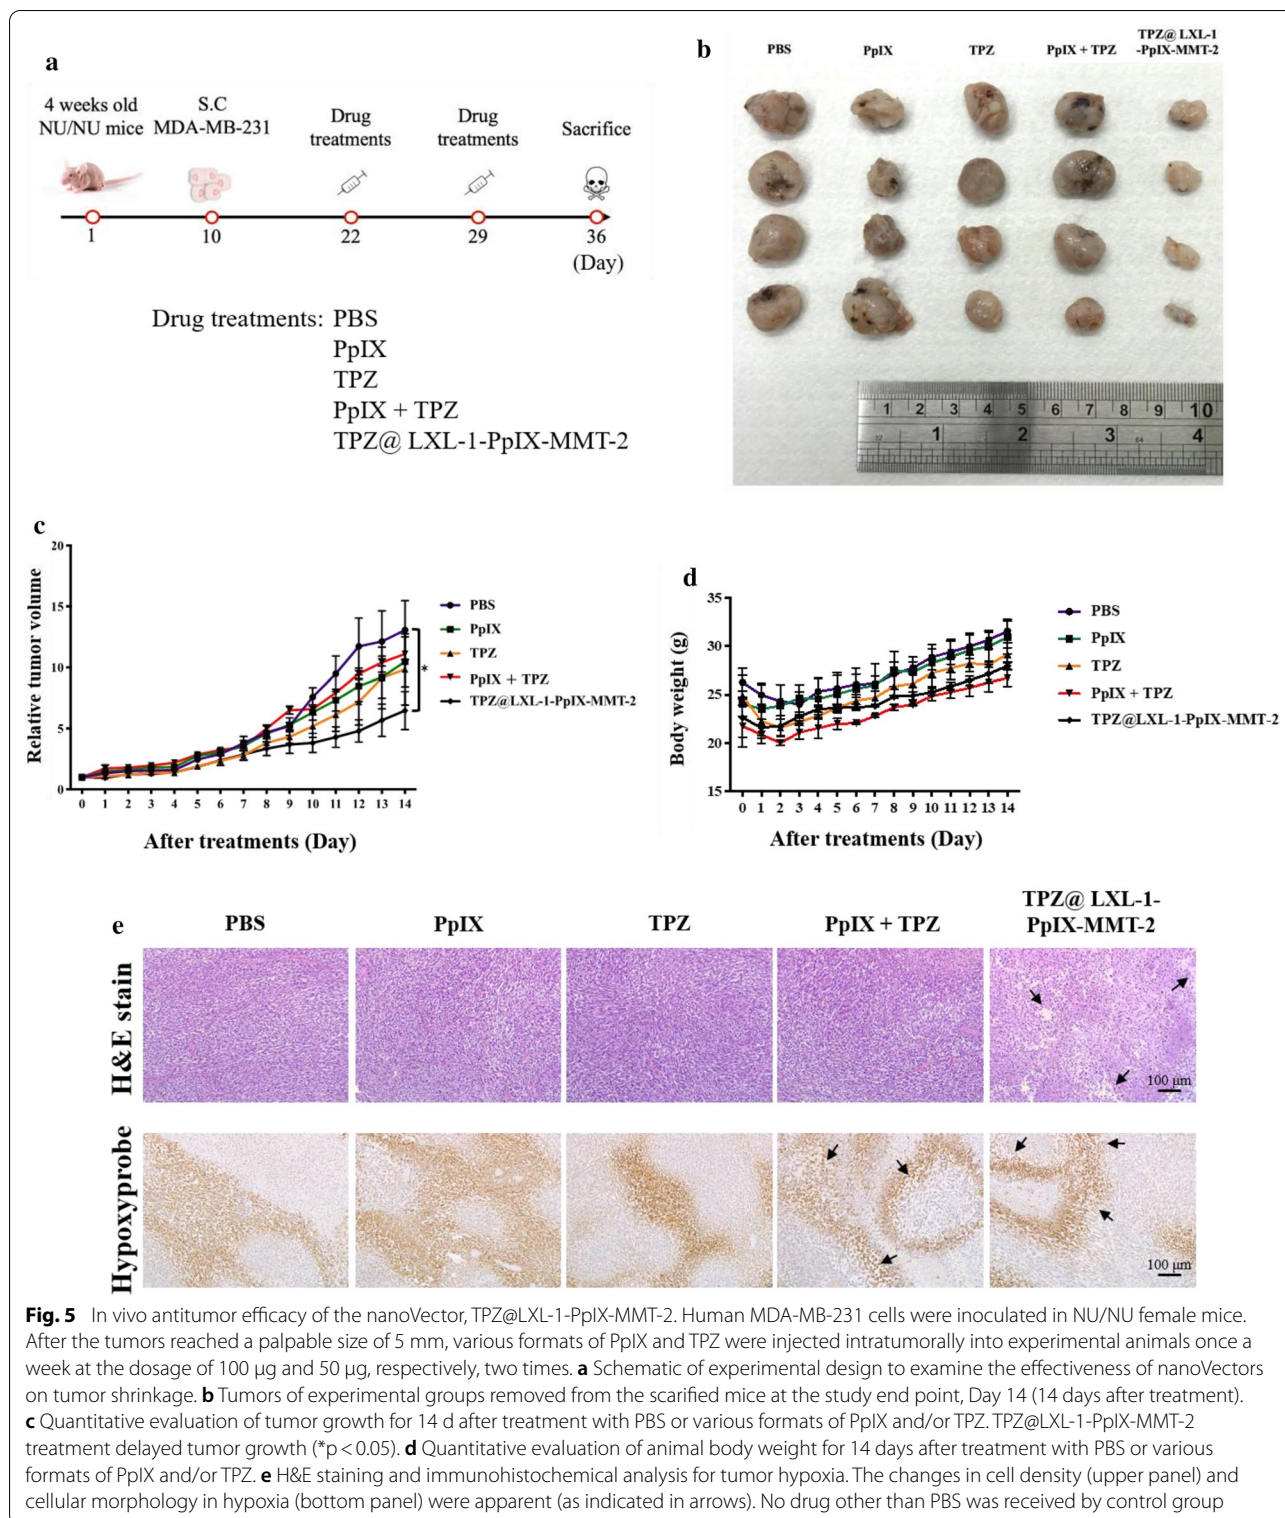 a
4 weeks old
NU/NU mice
S.C
MDA-MB-231
Drug
treatments
Drug
treatments
Sacrifice
1
10
22
29
36
(Day)
Drug treatments: PBS
PpIX
TPZ
PpIX + TPZ
TPZ@ LXL-1-PpIX-MMT-2
b
PBS
PpIX
TPZ
PpIX + TPZ
TPZ@ LXL-1
-PpIX-MMT-2
1 2 3 4 5 6 7 8 9 10
32
64
1 2 3 4
c
Relative tumor volume
20
15
10
5
0
0 1 2 3 4 5 6 7 8 9 10 11 12 13 14
After treatments (Day)
PBS
PpIX
TPZ
PpIX + TPZ
TPZ@LXL-1-PpIX-MMT-2
*
d
Body weight (g)
35
30
25
20
15
0 1 2 3 4 5 6 7 8 9 10 11 12 13 14
After treatments (Day)
PBS
PpIX
TPZ
PpIX + TPZ
TPZ@LXL-1-PpIX-MMT-2
e
PBS
PpIX
TPZ
PpIX + TPZ
TPZ@ LXL-1-
PpIX-MMT-2
H&E stain
100 μm
Hypoxyprobe
100 μm
Fig. 5 In vivo antitumor efficacy of the nanoVector, TPZ@LXL-1-PpIX-MMT-2. Human MDA-MB-231 cells were inoculated in NU/NU female mice.
After the tumors reached a palpable size of 5 mm, various formats of PpIX and TPZ were injected intratumorally into experimental animals once a
week at the dosage of 100 μg and 50 μg, respectively, two times. a Schematic of experimental design to examine the effectiveness of nanoVectors
on tumor shrinkage. b Tumors of experimental groups removed from the scarified mice at the study end point, Day 14 (14 days after treatment).
c Quantitative evaluation of tumor growth for 14 d after treatment with PBS or various formats of PpIX and/or TPZ. TPZ@LXL-1-PpIX-MMT-2
treatment delayed tumor growth (*p < 0.05). d Quantitative evaluation of animal body weight for 14 days after treatment with PBS or various
formats of PpIX and/or TPZ. e H&E staining and immunohistochemical analysis for tumor hypoxia. The changes in cell density (upper panel) and
cellular morphology in hypoxia (bottom panel) were apparent (as indicated in arrows). No drug other than PBS was received by control group